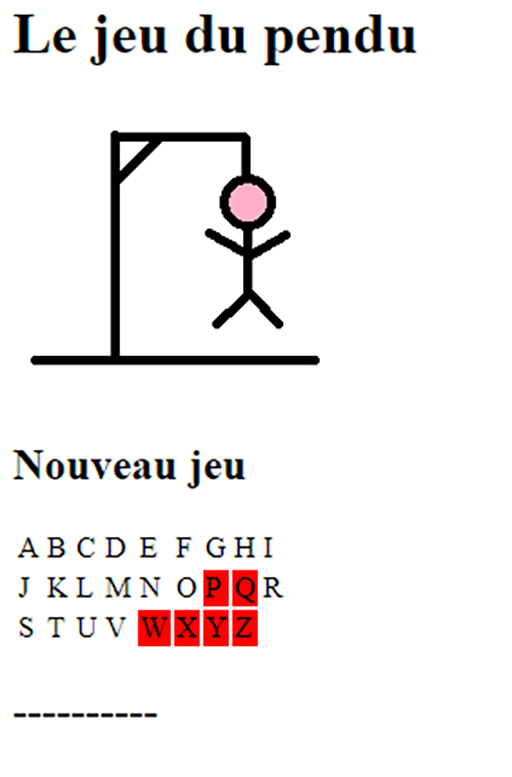 Le jeu du pendu
Nouveau jeu
A B C D E F G H I
J K L M N O P Q R
S T U V W X Y Z
----------